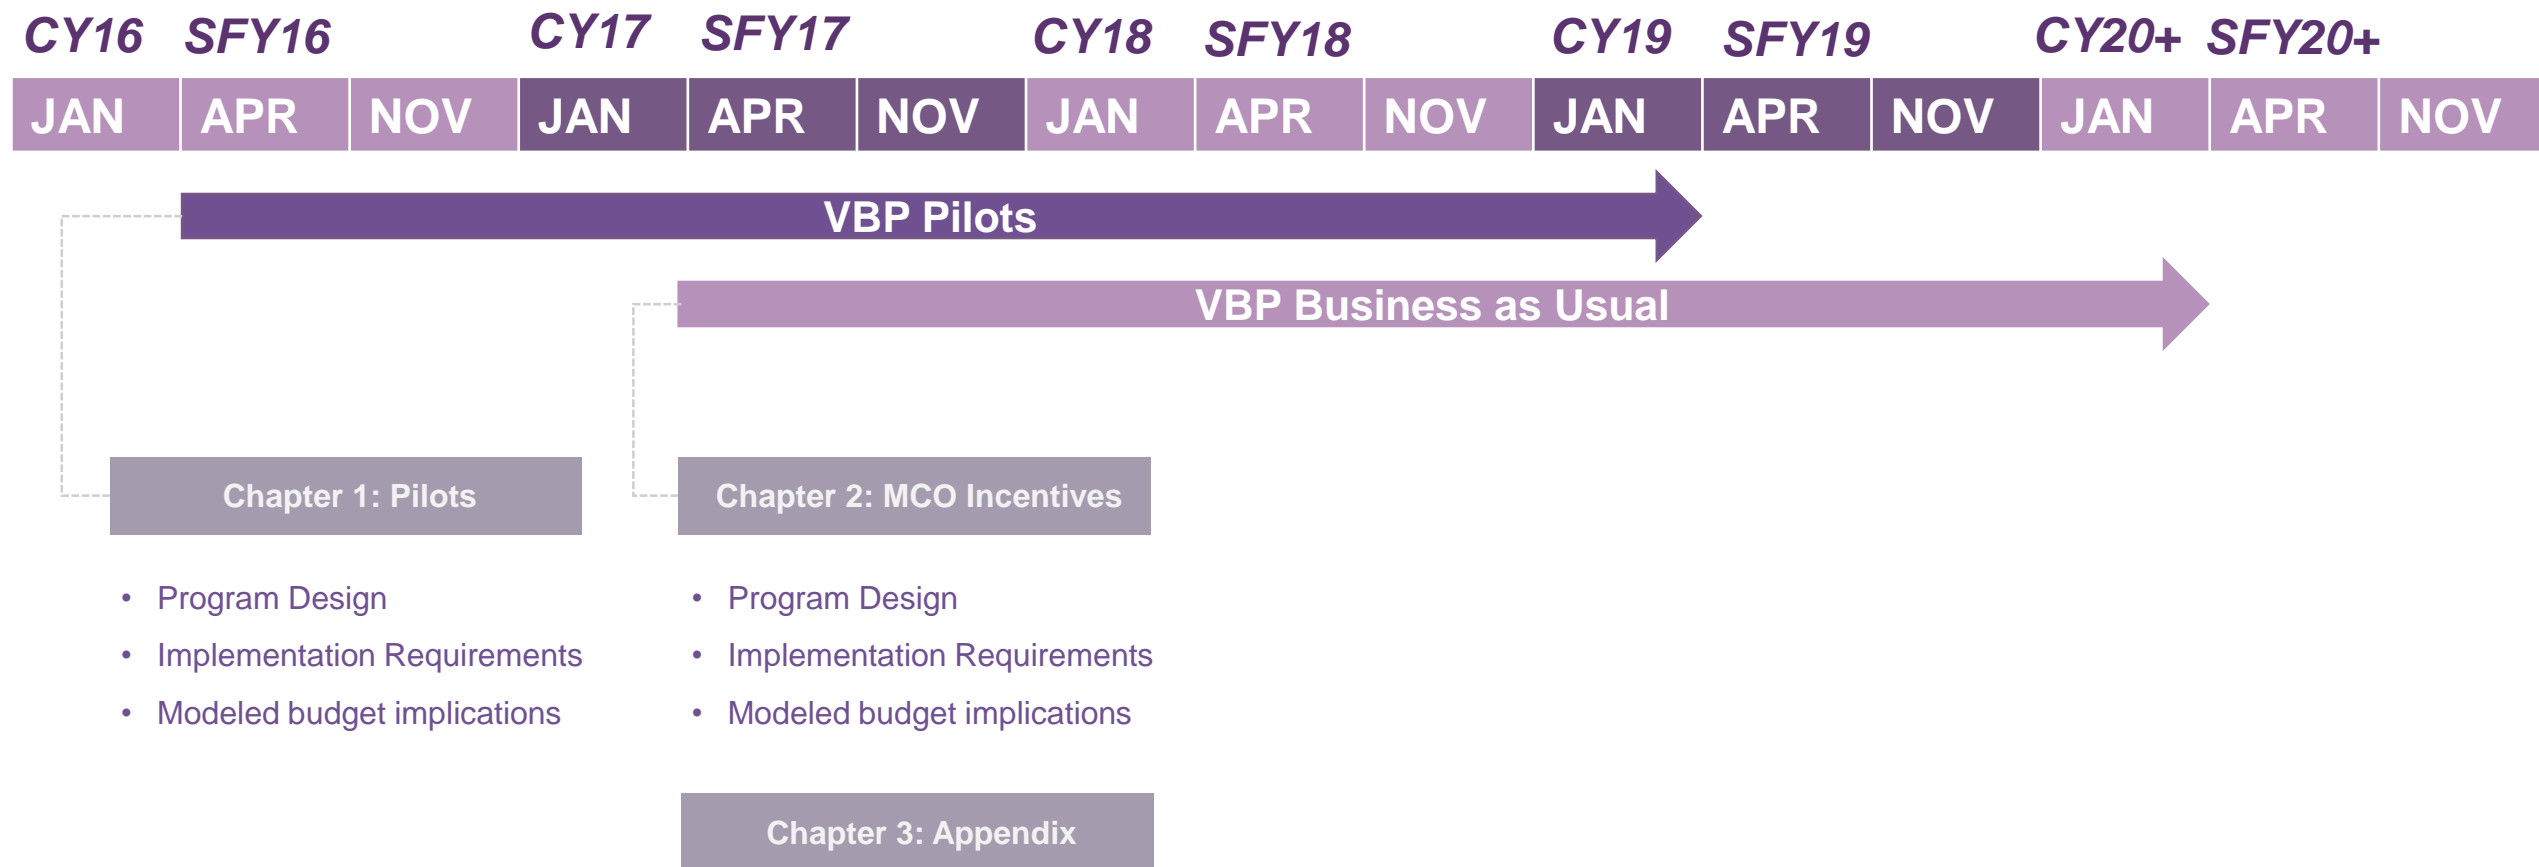 CY16 SFY16 CY17 SFY17 CY18 SFY18 CY19 SFY19 CY20+ SFY20+
JAN APR NOV JAN APR NOV JAN APR NOV JAN APR NOV JAN APR NOV
VBP Pilots
VBP Business as Usual
Chapter 1: Pilots
• Program Design
• Implementation Requirements
• Modeled budget implications
Chapter 2: MCO Incentives
• Program Design
• Implementation Requirements
• Modeled budget implications
Chapter 3: Appendix